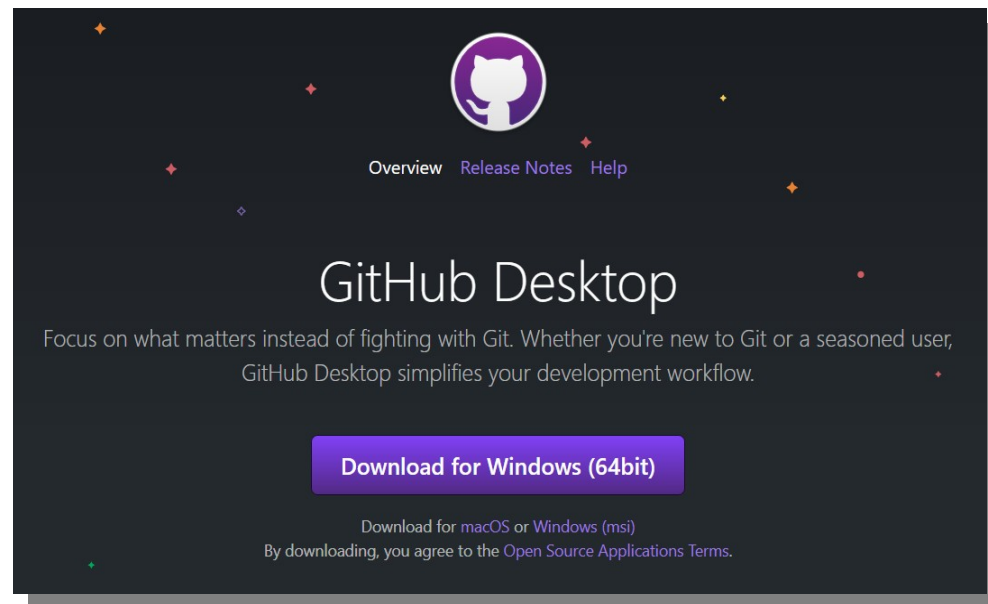 Overview Release Notes Help
GitHub Desktop
Focus on what matters instead of fighting with Git. Whether you're new to Git or a seasoned user,
GitHub Desktop simplifies your development workflow.
Download for Windows (64bit)
Download for macOS or Windows (msi)
By downloading, you agree to the Open Source Applications Terms.